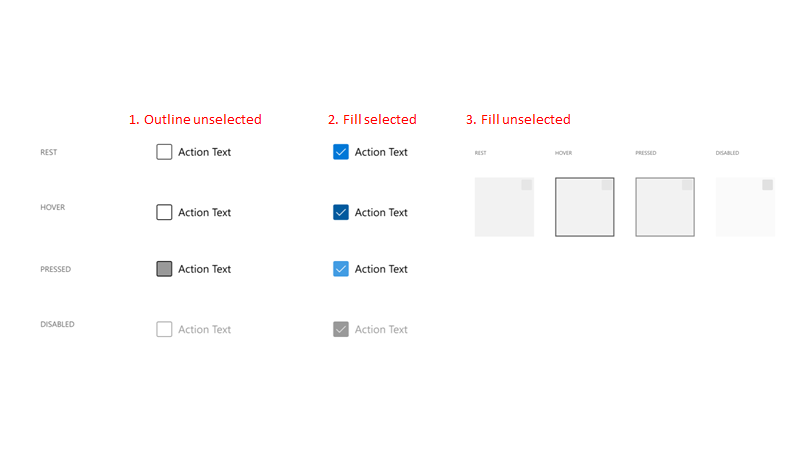 1. Outline unselected
2. Fill selected
3. Fill unselected
REST
Action Text
Action Text
REST
HOVER
PRESSED
DISABLED
HOVER
Action Text
Action Text
PRESSED
Action Text
Action Text
DISABLED
Action Text
Action Text